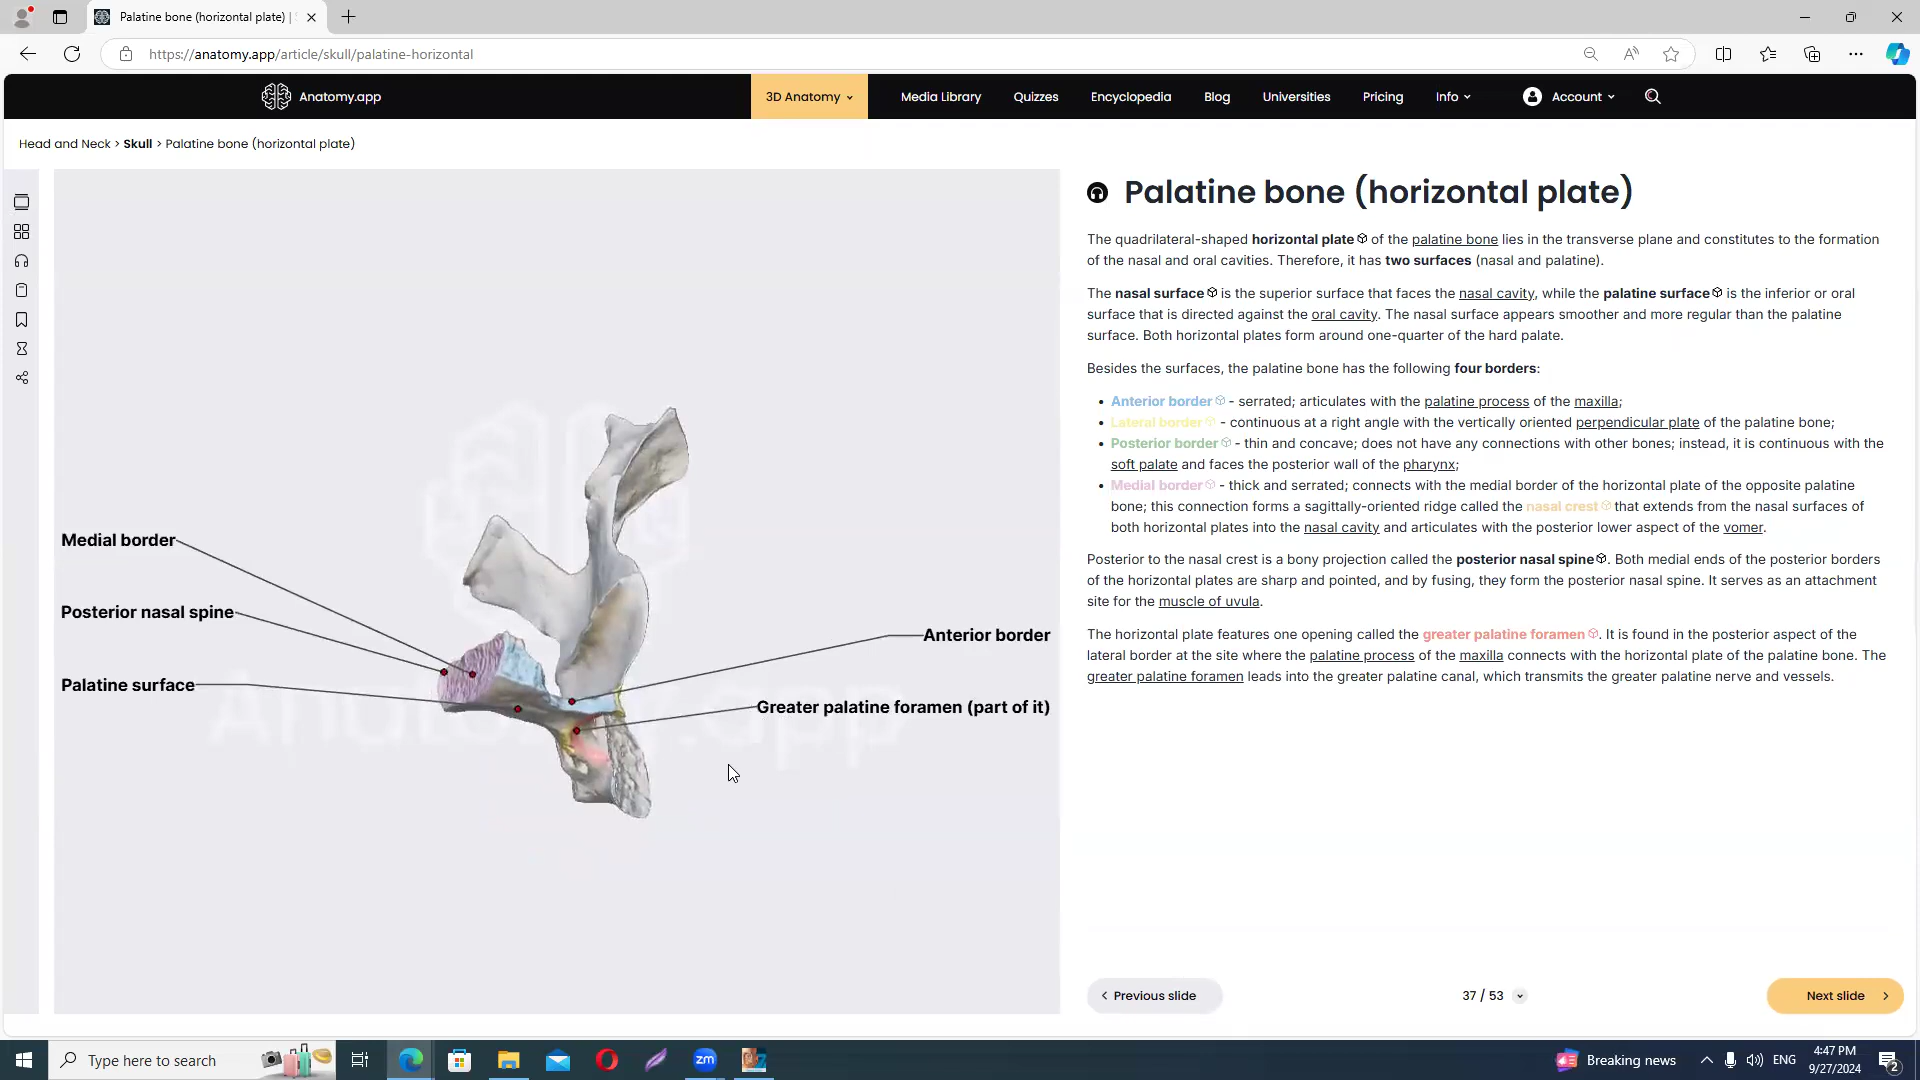 Palatine bone (horizontal plate) |
https://anatomy.app/article/skull/palatine-horizontal
Anatomy.app
3D Anatomy
Media Library
Quizzes
Encyclopedia
Blog
Universities
Pricing
Info
Account
Head and Neck > Skull > Palatine bone (horizontal plate)
Medial border
Posterior nasal spine
Palatine surface
Anterior border
Greater palatine foramen (part of it)
Anatomy.app
Palatine bone (horizontal plate)
The quadrilateral-shaped horizontal plate of the palatine bone lies in the transverse plane and constitutes to the formation
of the nasal and oral cavities. Therefore, it has two surfaces (nasal and palatine).
The nasal surface is the superior surface that faces the nasal cavity, while the palatine surface is the inferior or oral
surface that is directed against the oral cavity. The nasal surface appears smoother and more regular than the palatine
surface. Both horizontal plates form around one-quarter of the hard palate.
Besides the surfaces, the palatine bone has the following four borders:
• Anterior border - serrated; articulates with the palatine process of the maxilla;
• Lateral border - continuous at a right angle with the vertically oriented perpendicular plate of the palatine bone;
• Posterior border - thin and concave; does not have any connections with other bones; instead, it is continuous with the
soft palate and faces the posterior wall of the pharynx;
• Medial border - thick and serrated; connects with the medial border of the horizontal plate of the opposite palatine
bone; this connection forms a sagittally-oriented ridge called the nasal crest that extends from the nasal surfaces of
both horizontal plates into the nasal cavity and articulates with the posterior lower aspect of the vomer.
Posterior to the nasal crest is a bony projection called the posterior nasal spine. Both medial ends of the posterior borders
of the horizontal plates are sharp and pointed, and by fusing, they form the posterior nasal spine. It serves as an attachment
site for the muscle of uvula.
The horizontal plate features one opening called the greater palatine foramen. It is found in the posterior aspect of the
lateral border at the site where the palatine process of the maxilla connects with the horizontal plate of the palatine bone. The
greater palatine foramen leads into the greater palatine canal, which transmits the greater palatine nerve and vessels.
Previous slide
37 / 53
Next slide
Type here to search
zm
Breaking news
ENG
4:47 PM
9/27/2024
2